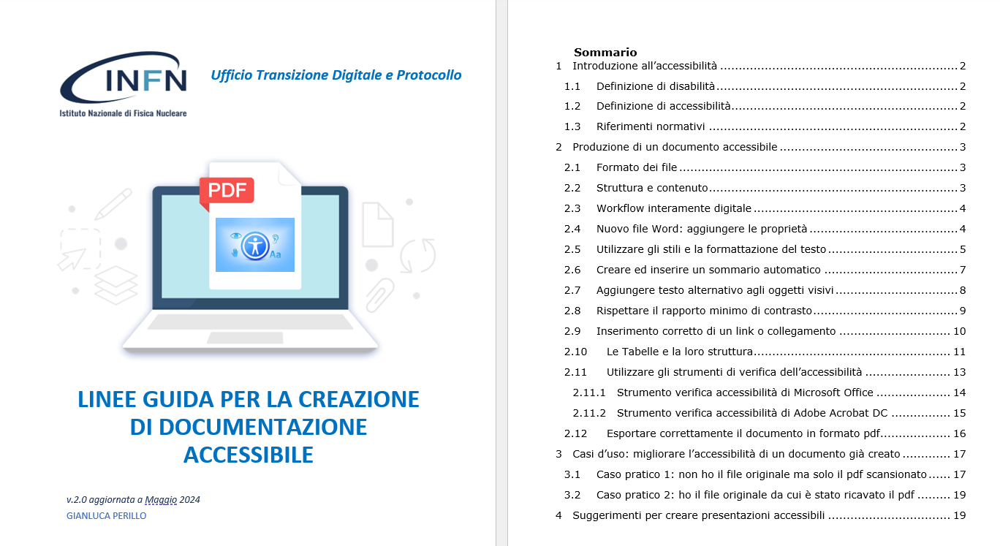 INFN
Istituto Nazionale di Fisica Nucleare
Ufficio Transizione Digitale e Protocollo
PDF
Aa
LINEE GUIDA PER LA CREAZIONE
DI DOCUMENTAZIONE
ACCESSIBILE
v.2.0 aggiornata a Maggio 2024
GIANLUCA PERILLO
Sommario
1 Introduzione all’accessibilità ........ 2
1.1 Definizione di disabilità ........ 2
1.2 Definizione di accessibilità ........ 2
1.3 Riferimenti normativi ........ 2
2 Produzione di un documento accessibile ........ 3
2.1 Formato dei file ........ 3
2.2 Struttura e contenuto ........ 3
2.3 Workflow interamente digitale ........ 4
2.4 Nuovo file Word: aggiungere le proprietà ........ 4
2.5 Utilizzare gli stili e la formattazione del testo ........ 5
2.6 Creare ed inserire un sommario automatico ........ 7
2.7 Aggiungere testo alternativo agli oggetti visivi ........ 8
2.8 Rispettare il rapporto minimo di contrasto ........ 9
2.9 Inserimento corretto di un link o collegamento ........ 10
2.10 Le Tabelle e la loro struttura ........ 11
2.11 Utilizzare gli strumenti di verifica dell’accessibilità ........ 13
2.11.1 Strumento verifica accessibilità di Microsoft Office ........ 14
2.11.2 Strumento verifica accessibilità di Adobe Acrobat DC ........ 15
2.12 Esportare correttamente il documento in formato pdf ........ 16
3 Casi d’uso: migliorare l’accessibilità di un documento già creato ........ 17
3.1 Caso pratico 1: non ho il file originale ma solo il pdf scansionato ...... 17
3.2 Caso pratico 2: ho il file originale da cui è stato ricavato il pdf ........ 19
4 Suggerimenti per creare presentazioni accessibili ........ 19